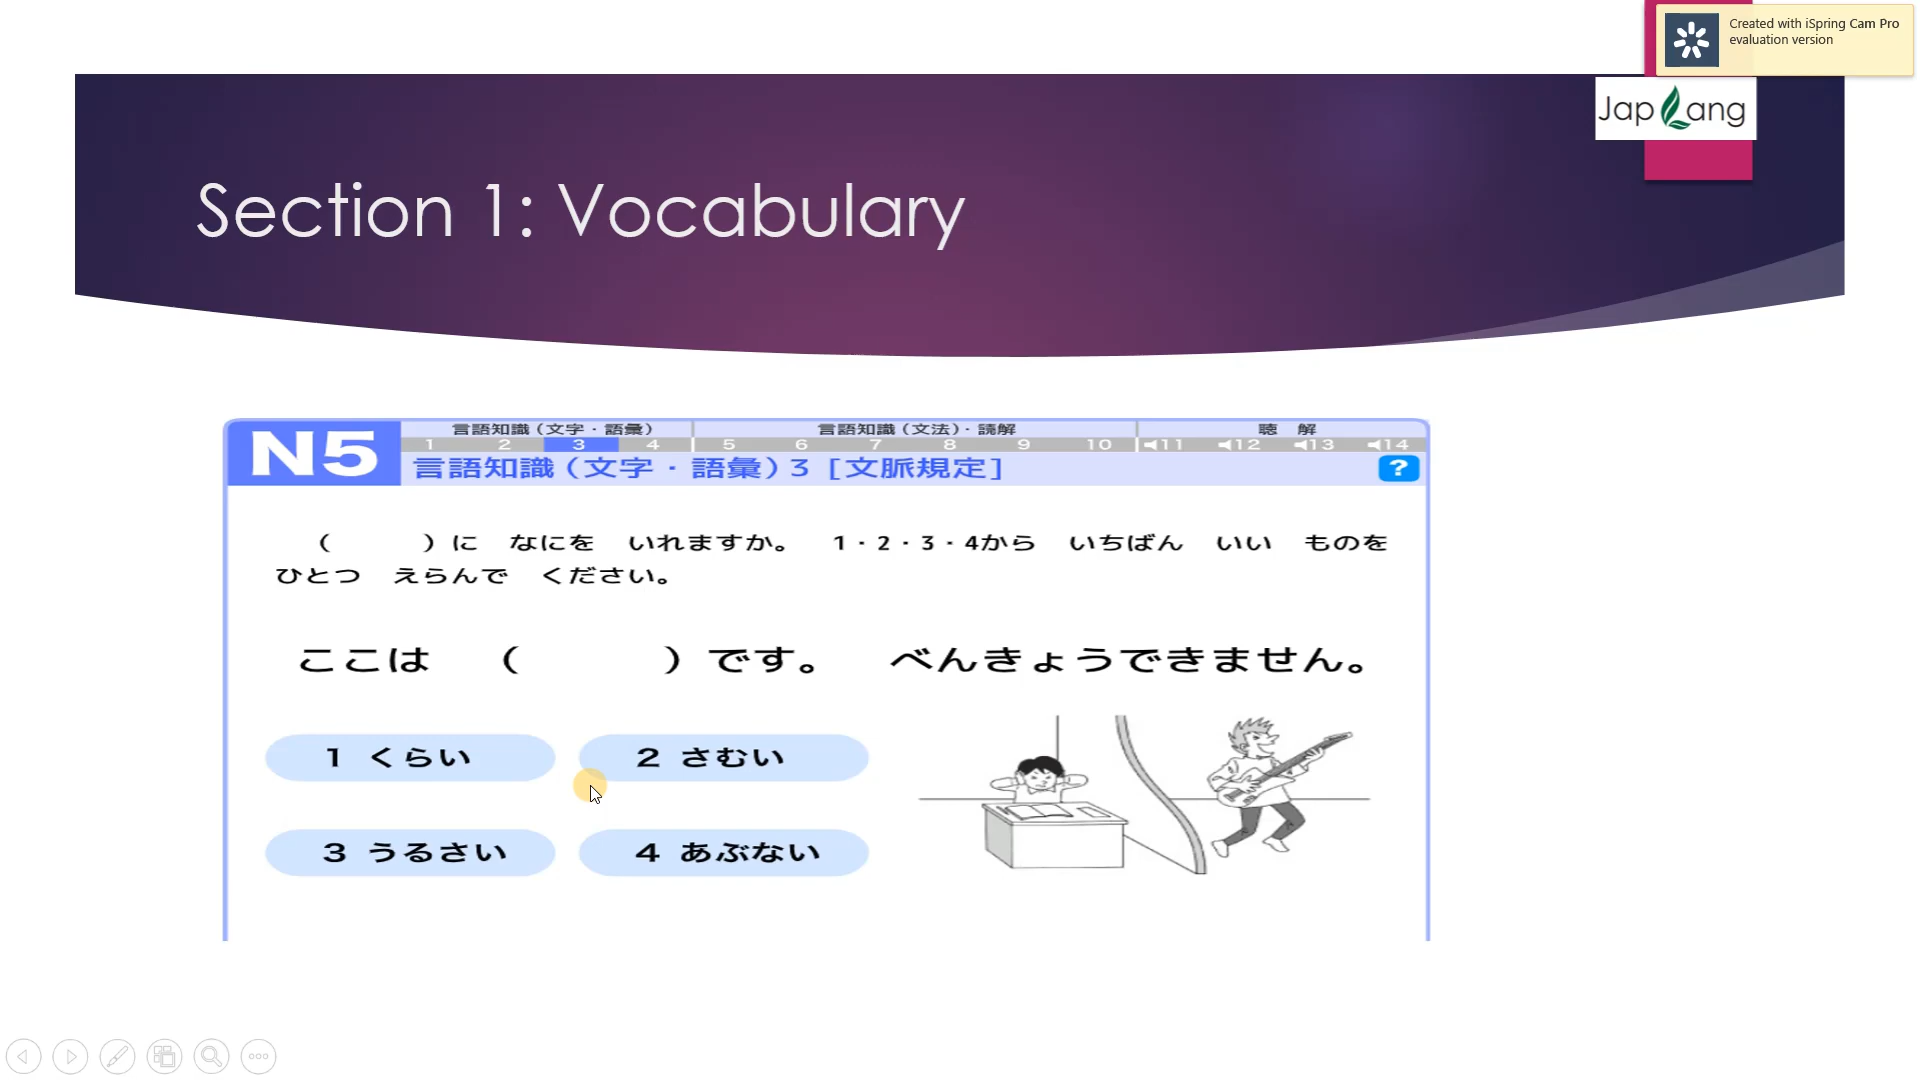 Created with iSpring Cam Pro
evaluation version
Jap Lang
Section 1: Vocabulary
N5
言語知識（文字・語彙） 言語知識（文法）・読解 聴 解
1 2 3 4 5 6 7 8 9 10 11 12 13 14
言語知識（文字・語彙）3 [文脈規定] ?
（　　　）に　なにを　いれますか。　1・2・3・4から　いちばん　いい　ものを
ひとつ　えらんで　ください。
ここは　（　　　）です。　べんきょうできません。
1 くらい 2 さむい
3 うるさい 4 あぶない